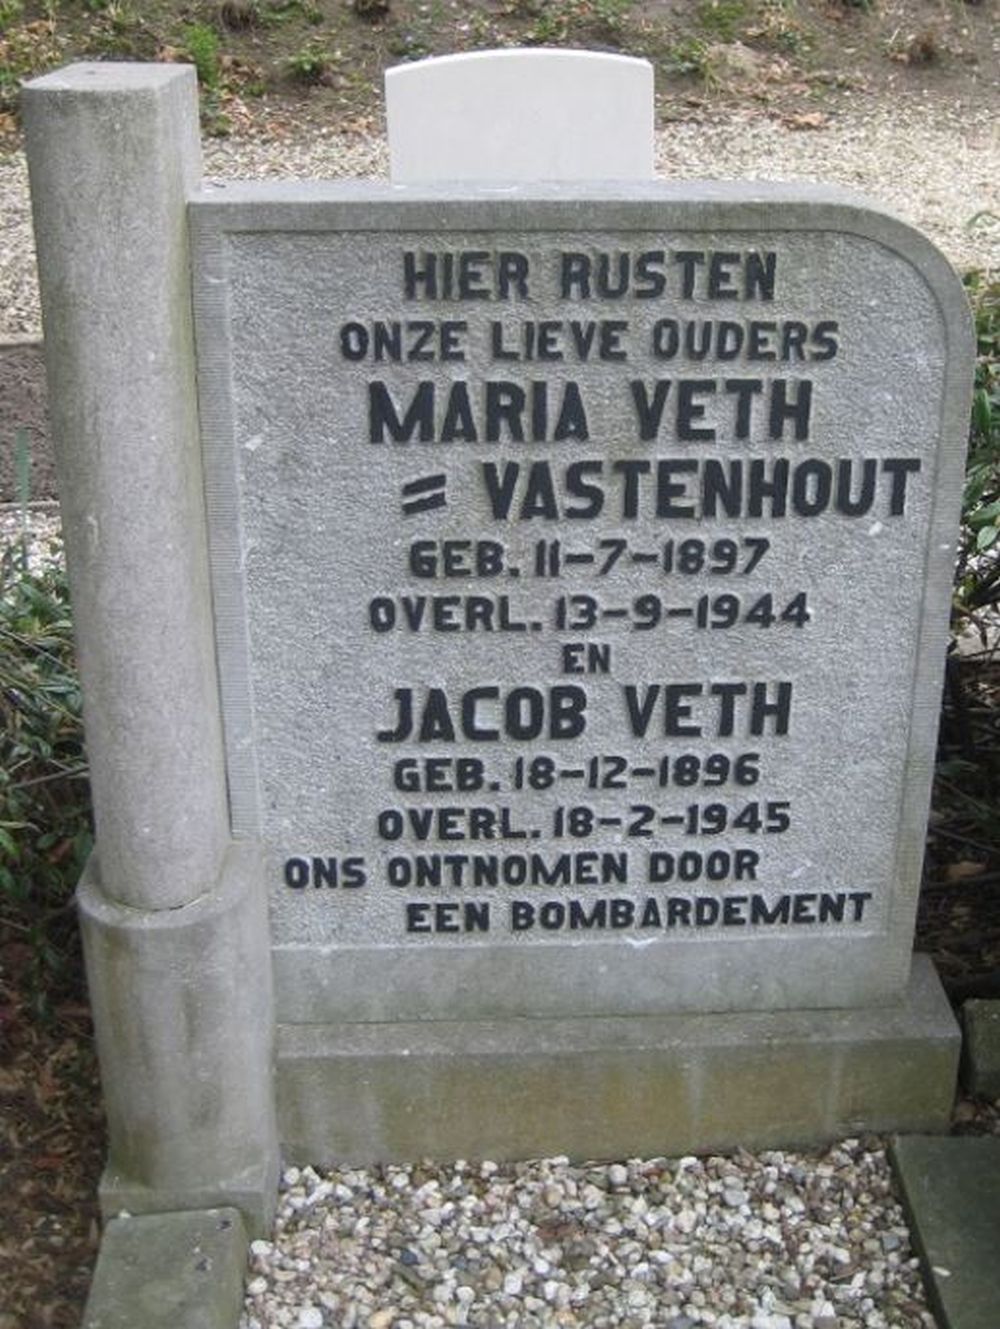 HIER RUSTEN
ONZE LIEVE OUDERS
MARIA VETH
= VASTENHOUT
GEB. 11-7-1897
OVERL. 13-9-1944
EN
JACOB VETH
GEB. 18-12-1896
OVERL. 18-2-1945
ONS ONTNOMEN DOOR
EEN BOMBARDEMENT